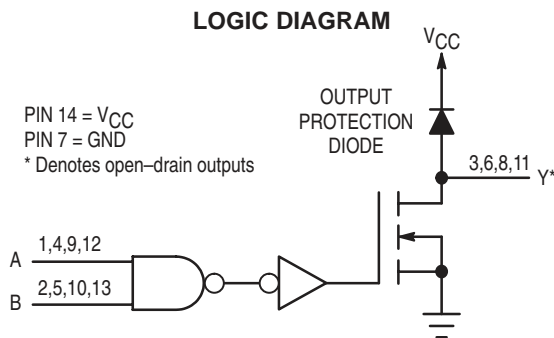 LOGIC DIAGRAM
VCC
PIN 14 = VCC
PIN 7 = GND
* Denotes open–drain outputs
OUTPUT
PROTECTION
DIODE
3,6,8,11
Y*
A
1,4,9,12
B
2,5,10,13